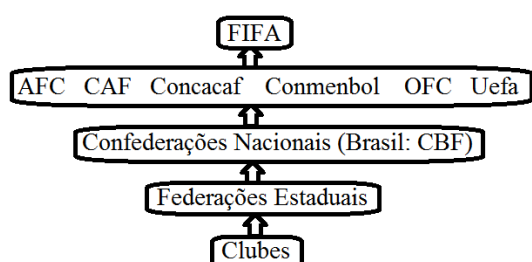 FIFA
AFC CAF Concacaf Conmenbol OFC Uefa
Confederações Nacionais (Brasil: CBF)
Federações Estaduais
Clubes